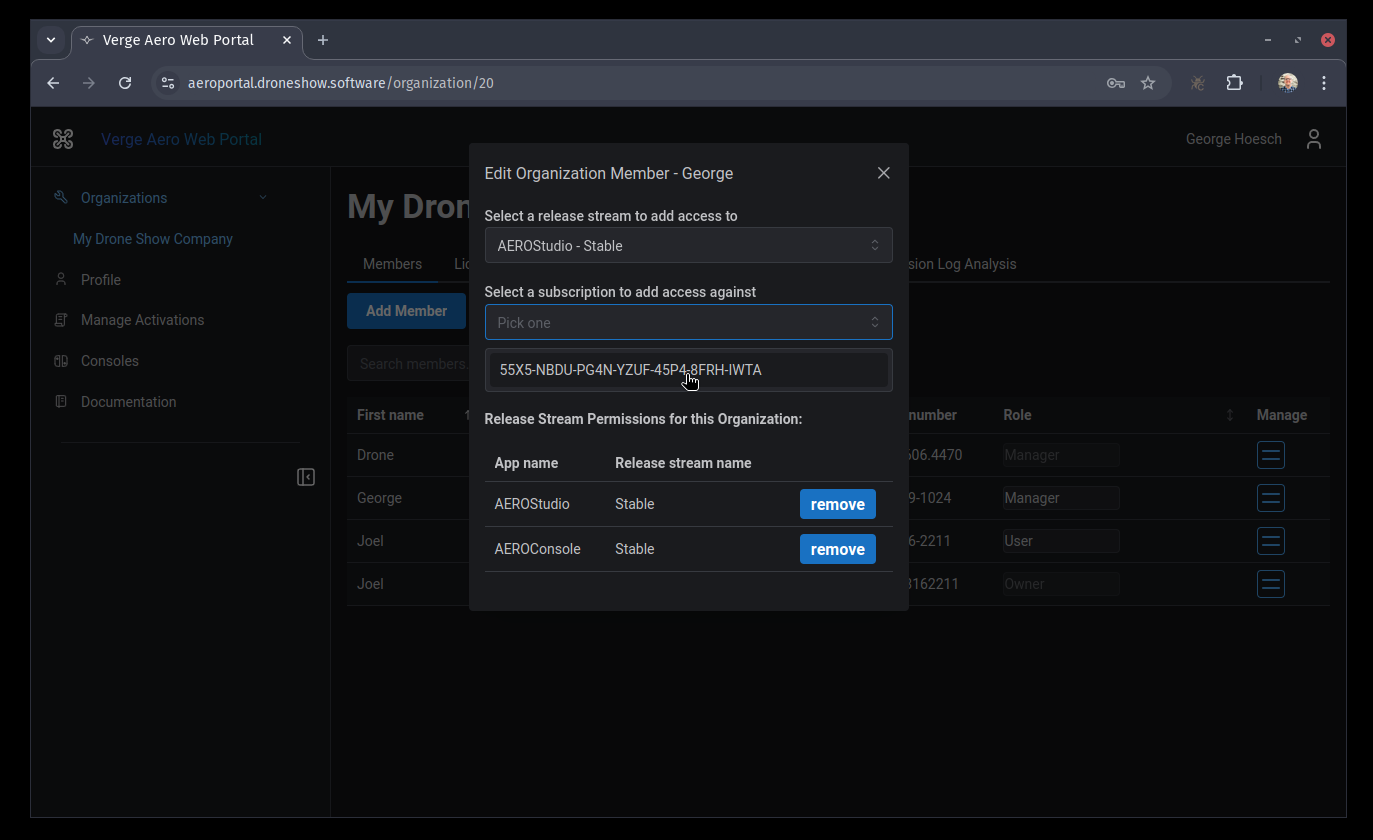 Verge Aero Web Portal
aeroportal.droneshow.software/organization/20
Verge Aero Web Portal
George Hoesch
Organizations
My Drone Show Company
Profile
Manage Activations
Consoles
Documentation
My Dron
Members Lic sion Log Analysis
Add Member
Search members
First name number Role Manage
Drone 606.4470 Manager
George 9-1024 Manager
Joel 6-2211 User
Joel 3162211 Owner
Edit Organization Member - George
Select a release stream to add access to
AEROStudio - Stable
Select a subscription to add access against
Pick one
55X5-NBDU-PG4N-YZUF-45P4-8FRH-IWTA
Release Stream Permissions for this Organization:
App name Release stream name
AEROStudio Stable remove
AEROConsole Stable remove